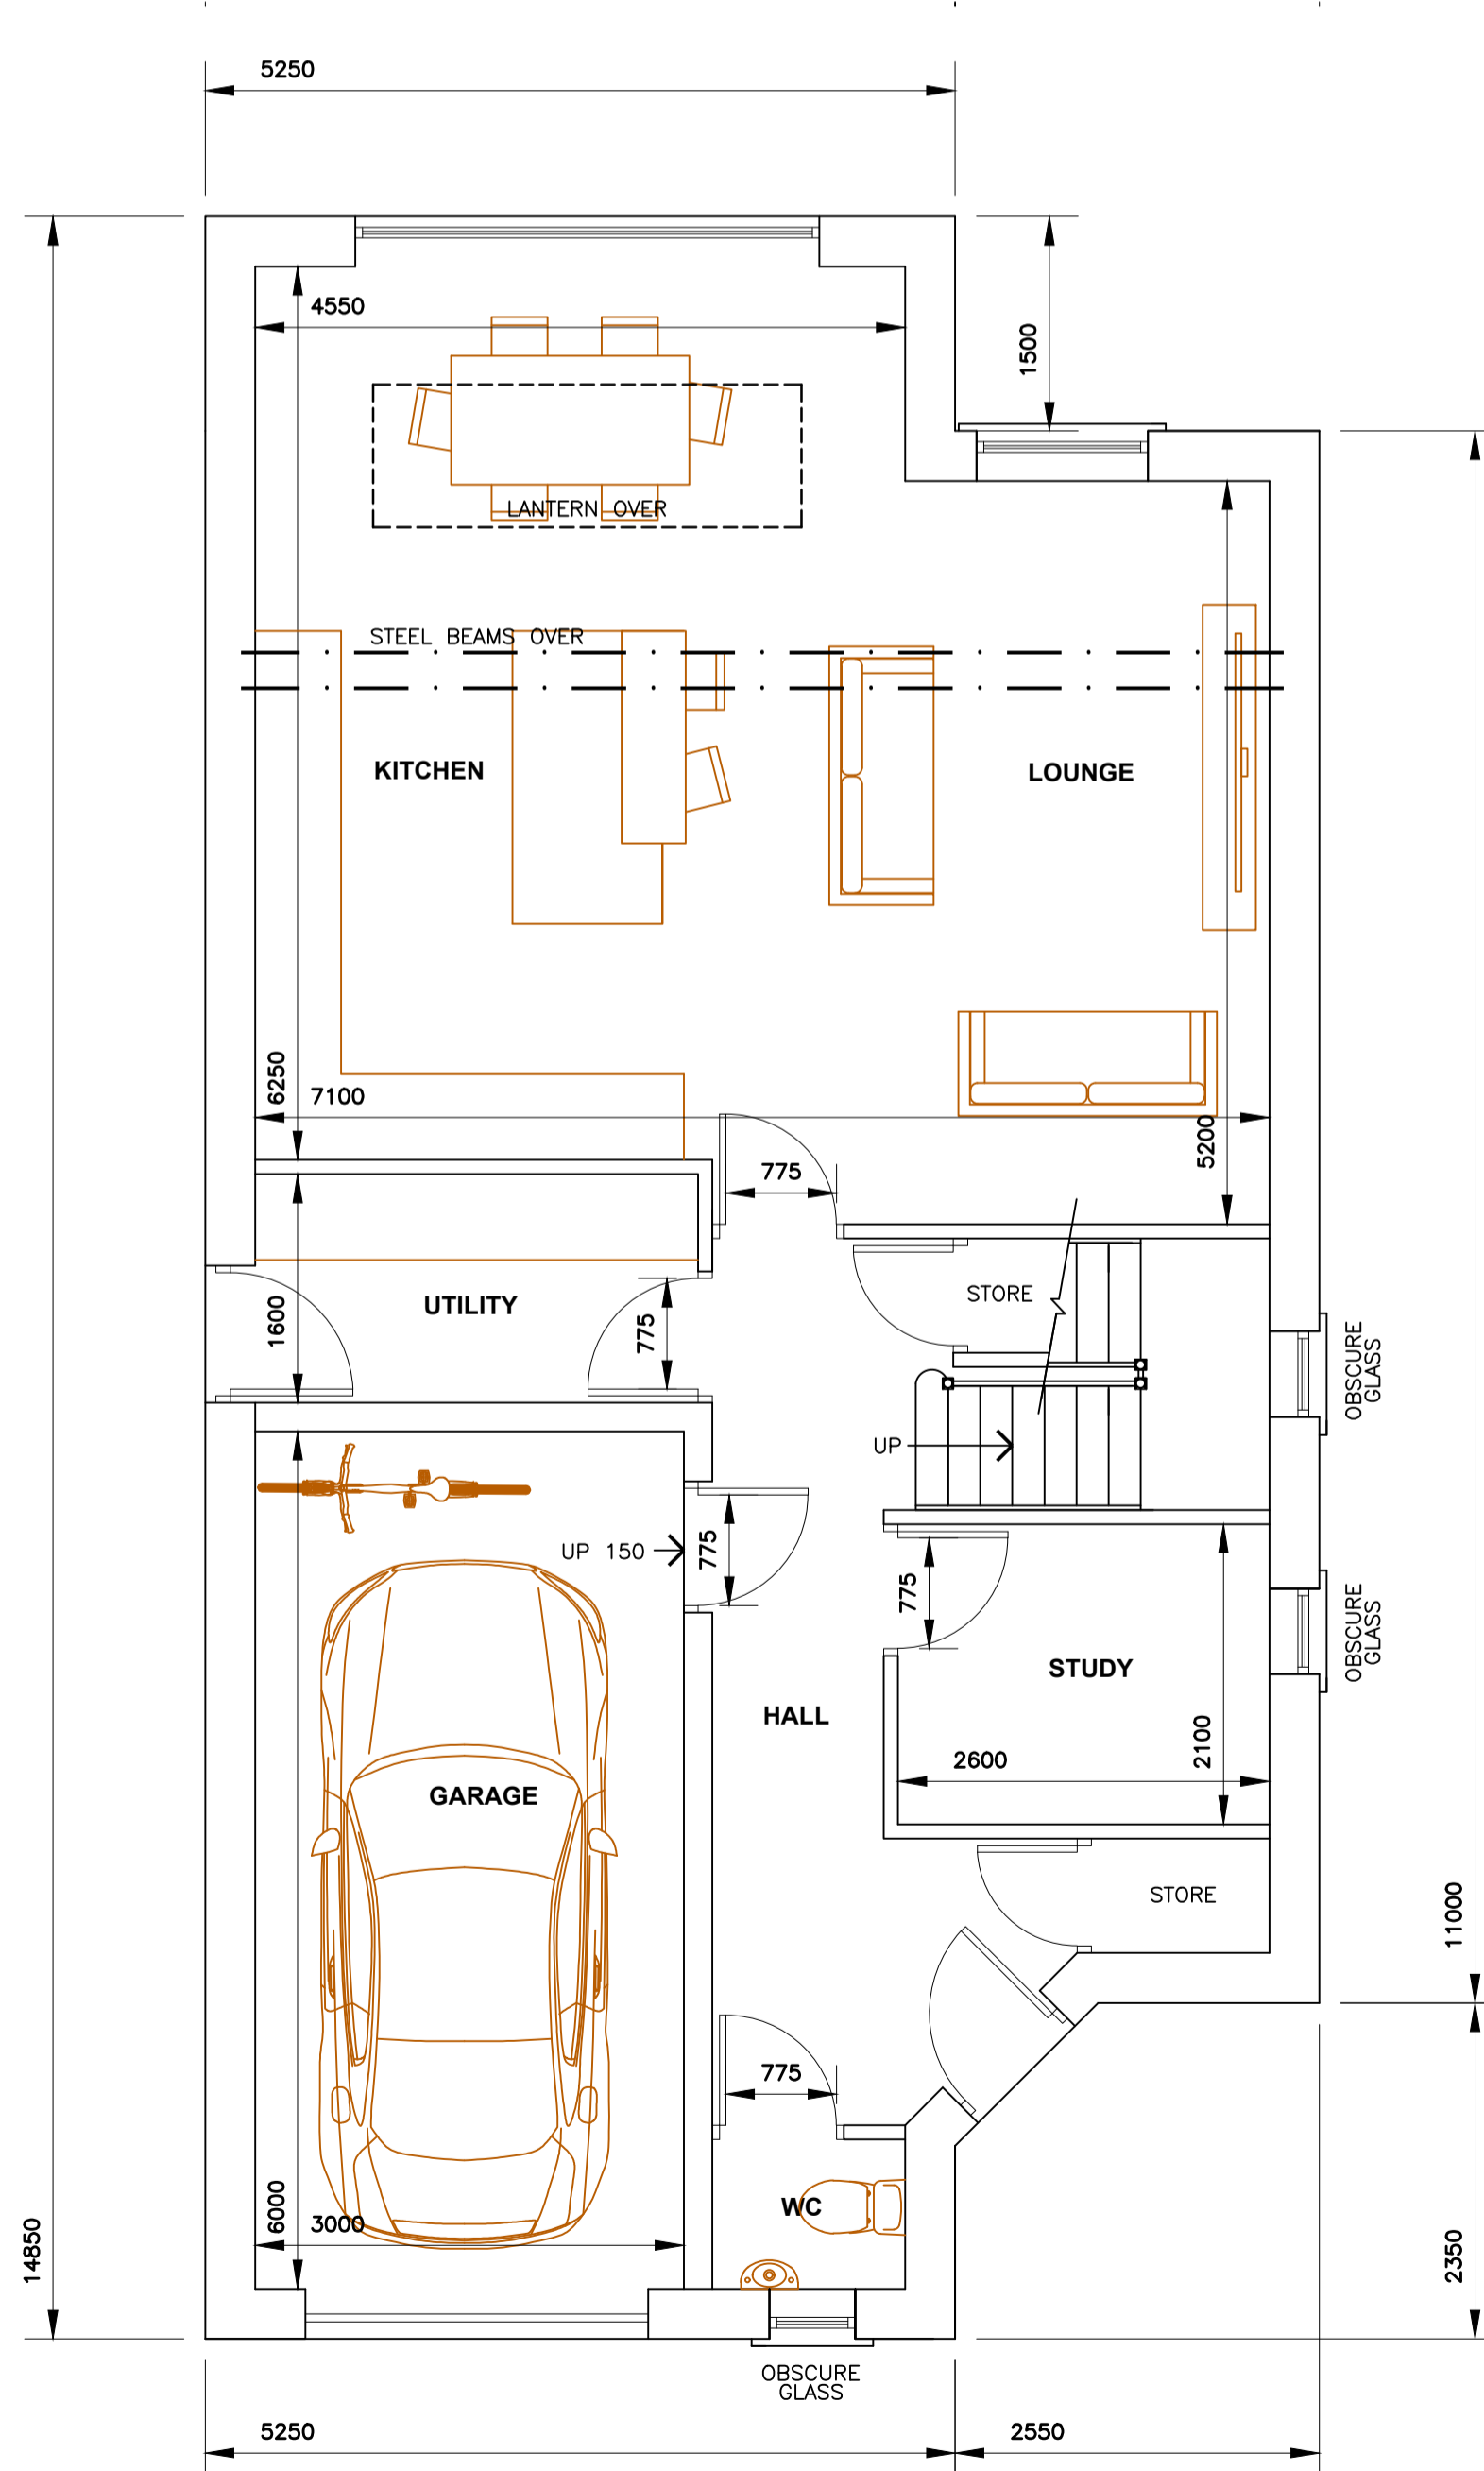 5250
4550
1500
LANTERN OVER
STEEL BEAMS OVER
KITCHEN
LOUNGE
6250
7100
5200
775
STORE
UTILITY
1600
775
OBSCURE
GLASS
UP
UP 150
775
775
OBSCURE
GLASS
STUDY
HALL
2100
2600
GARAGE
STORE
11000
775
6000
3000
WC
14850
2350
OBSCURE
GLASS
5250
2550